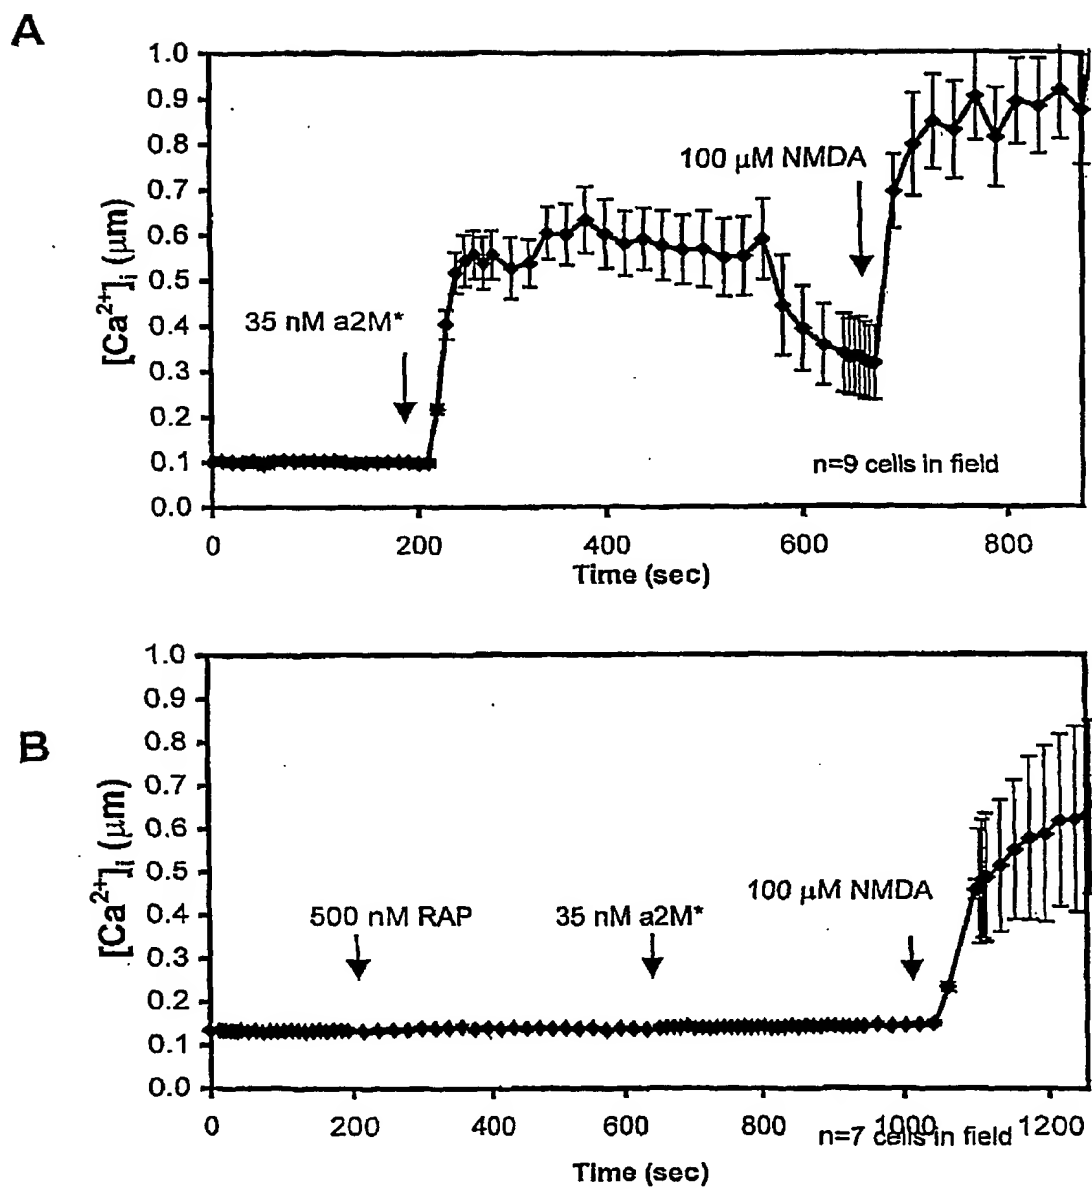 A
1.0
0.9
0.8
0.7
0.6
0.5
0.4
0.3
0.2
0.1
0.0
[Ca2+]i (µm)
100 µM NMDA
35 nM a2M*
n=9 cells in field
0 200 400 600 800
Time (sec)
B
1.0
0.9
0.8
0.7
0.6
0.5
0.4
0.3
0.2
0.1
0.0
[Ca2+]i (µm)
500 nM RAP
35 nM a2M*
100 µM NMDA
0 200 400 600 800 1000 1200
n=7 cells in field
Time (sec)